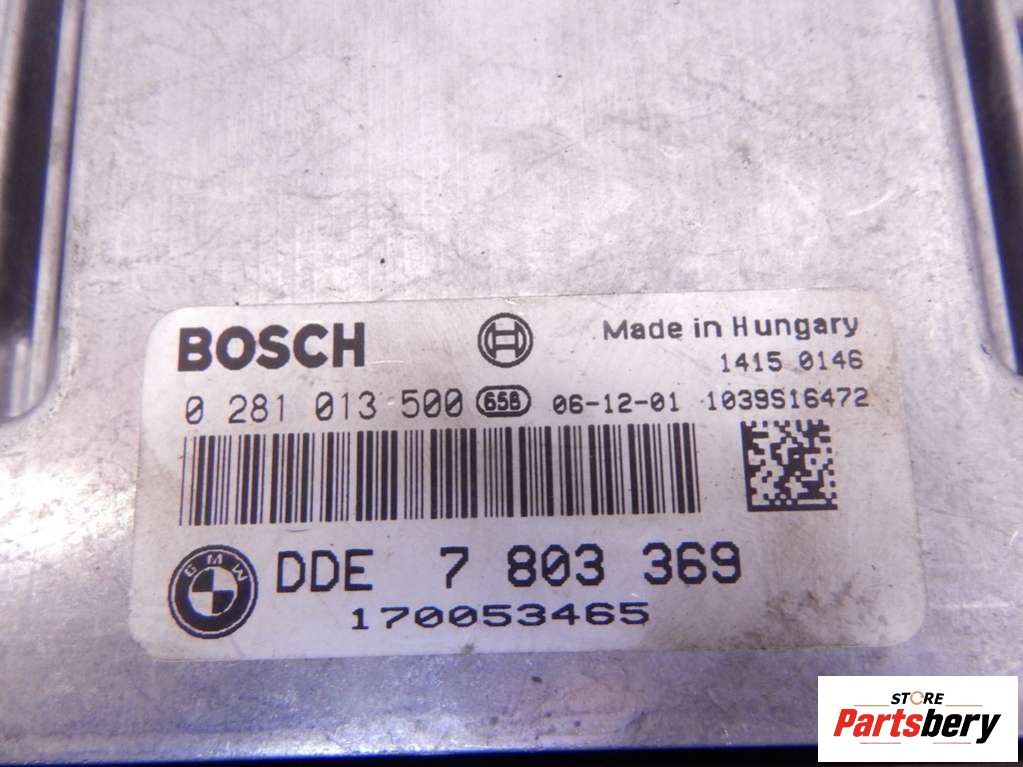 BOSCH
Made in Hungary
1415 0146
0 281 013 500 656 06-12-01 1039S16472
BMW
DDE 7 803 369
170053465
STORE
Partsbery